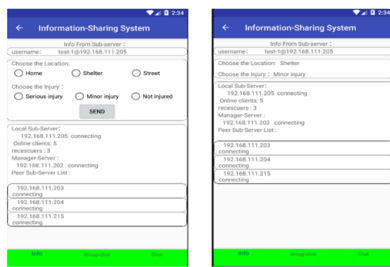 2:34
Information-Sharing System
Info From Sub-server :
username: test-1@192.168.111.205
Choose the Location:
Home Shelter Street
Choose the Injury :
Serious injury Minor injury Not injured
SEND
Local Sub-Server:
192.168.111.205 connecting
Online clients: 5
recescuers : 3
Manager-Server :
192.168.111.202 connecting
Peer Sub-Server List :
192.168.111.203
connecting
192.168.111.204
connecting
192.168.111.215
connecting
Info
Chat
2:34
Information-Sharing System
Info From Sub-server :
username: test-1@192.168.111.205
Choose the Location: Shelter
Choose the Injury : Minor injury
Local Sub-Server:
192.168.111.205 connecting
Online clients: 5
recescuers : 3
Manager-Server :
192.168.111.202 connecting
Peer Sub-Server List :
192.168.111.203
connecting
192.168.111.204
connecting
192.168.111.215
connecting
Info
Chat